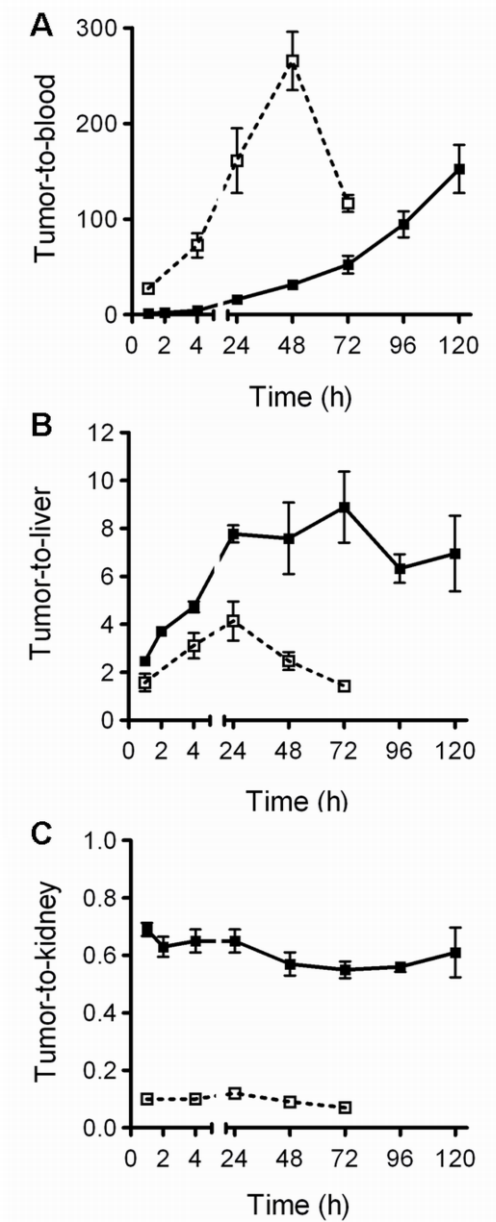 A
Tumor-to-blood
300
200
100
0
0 2 4 24 48 72 96 120
Time (h)
B
Tumor-to-liver
12
10
8
6
4
2
0
0 2 4 24 48 72 96 120
Time (h)
C
Tumor-to-kidney
1.0
0.8
0.6
0.4
0.2
0.0
0 2 4 24 48 72 96 120
Time (h)